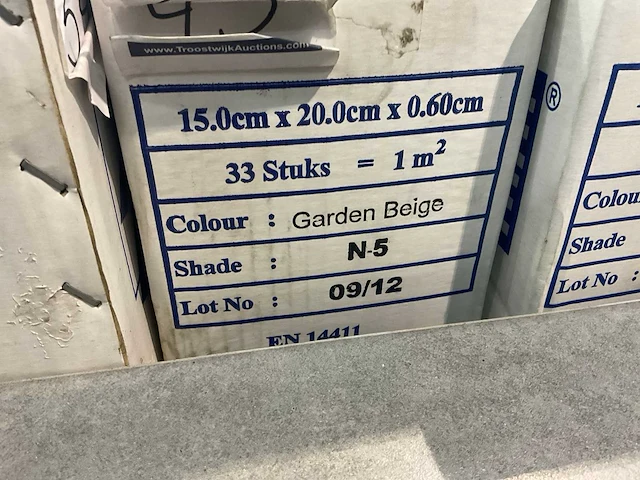 www.TroostwijkAuctions.com
15.0cm x 20.0cm x 0.60cm
33 Stuks = 1 m²
Colour : Garden Beige
Shade : N-5
Lot No : 09/12
EN 14411
®
Colou
Shade
Lot No :